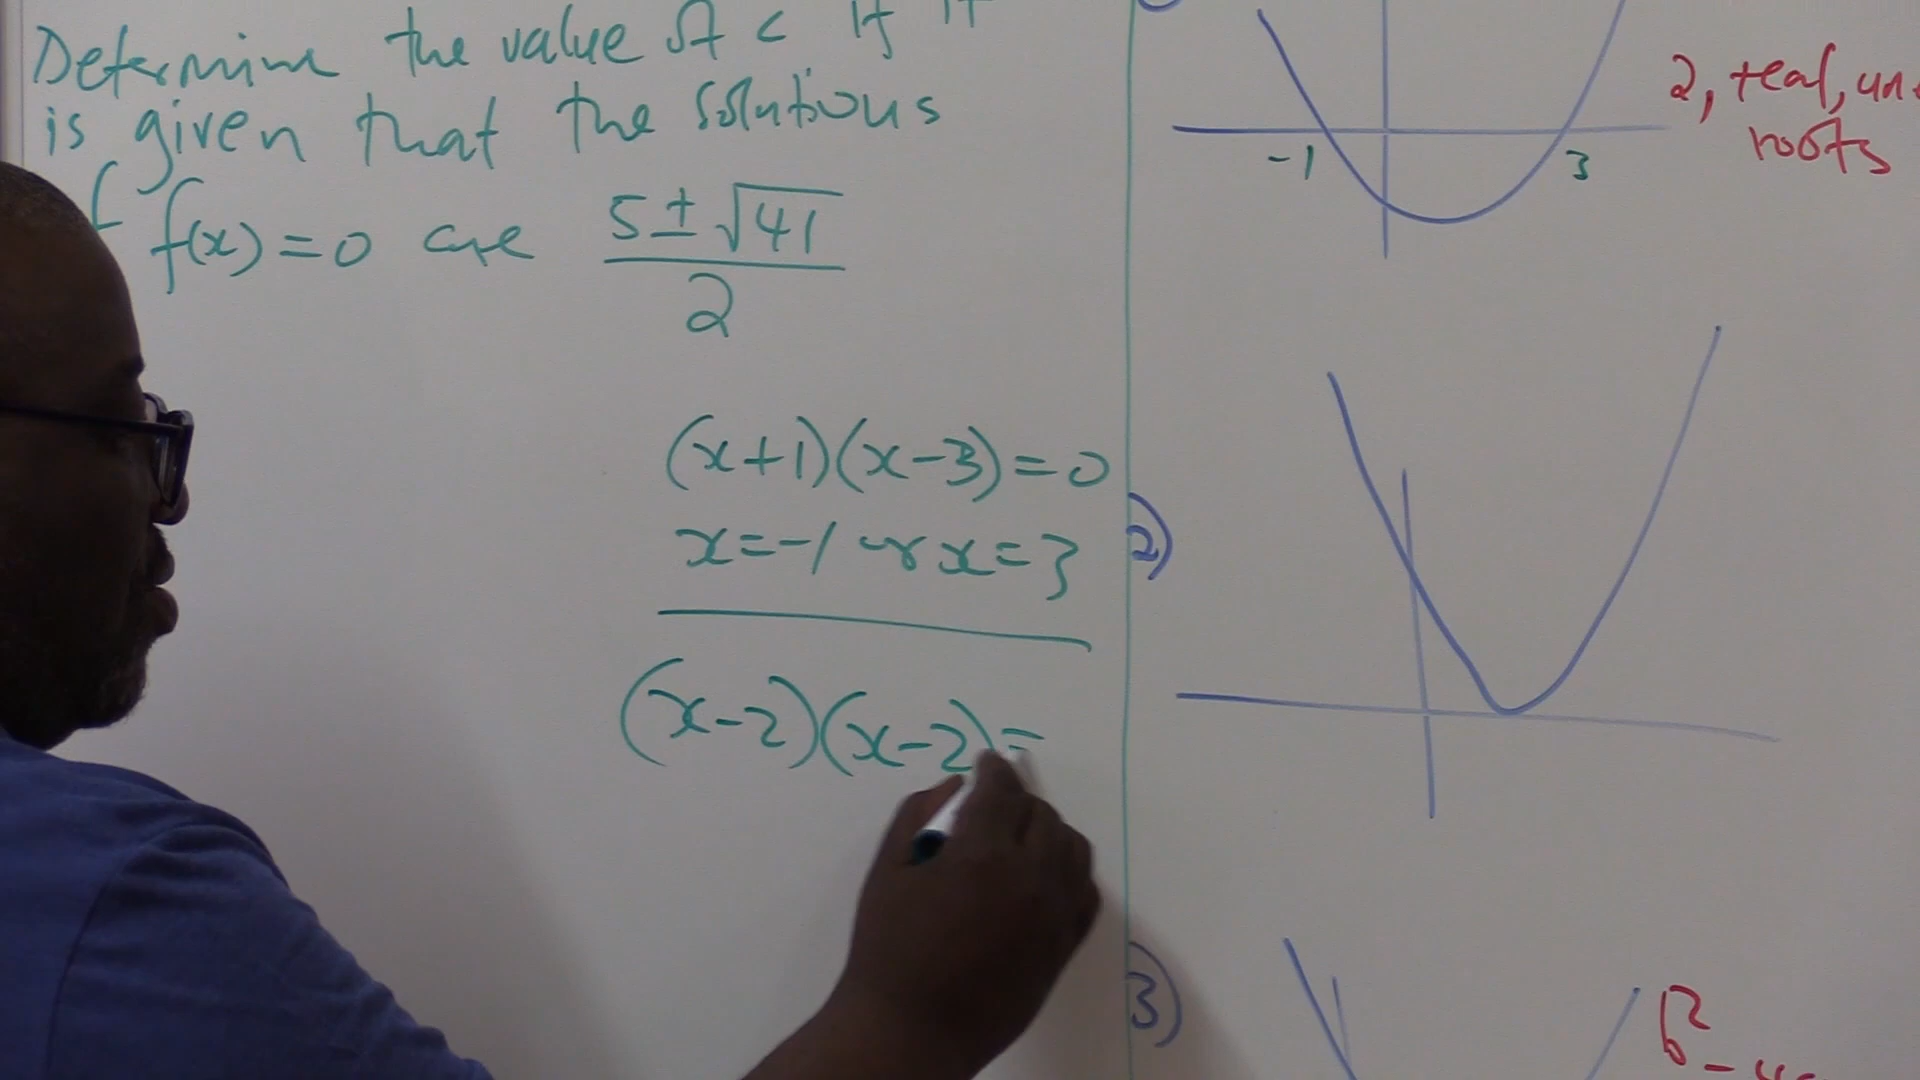 Determine the value of c if it
is given that the solutions
f f(x) = 0 are 5 ± √41
2
(x+1)(x-3)=0
x=-1 or x=3
(x-2)(x-2)=
2, real, un
roots
-1 3
2)
3)